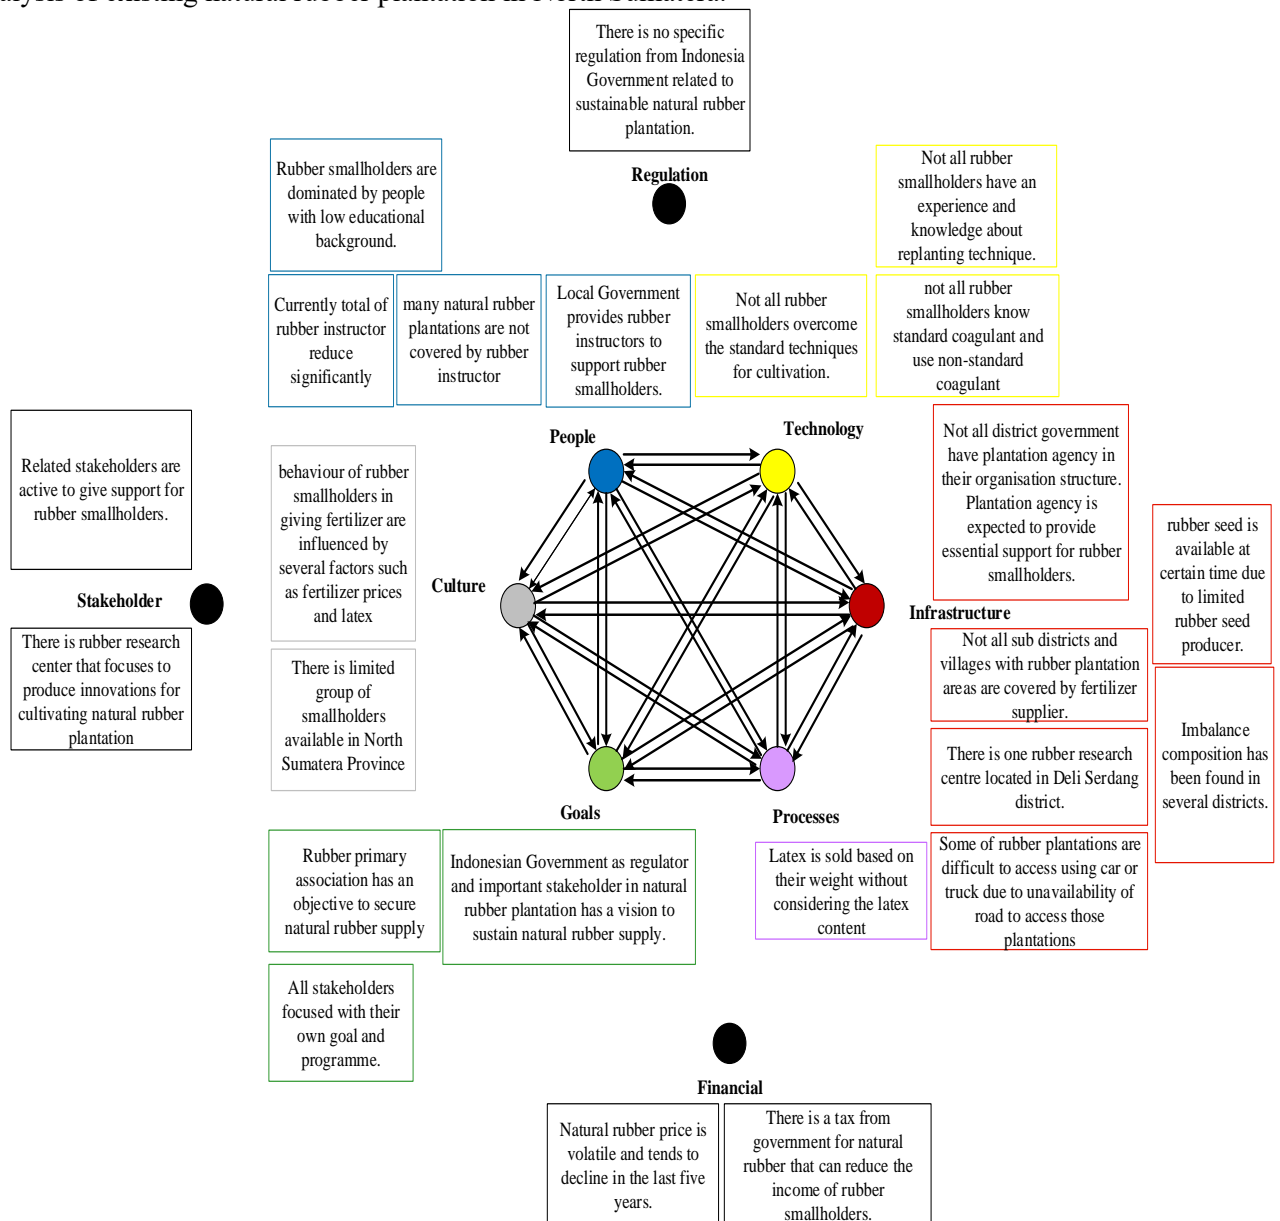 alysis of existing natural rubber plantation in North Sumatera.
There is no specific
regulation from Indonesia
Government related to
sustainable natural rubber
plantation.
Regulation
Rubber smallholders are
dominated by people
with low educational
background.
Not all rubber
smallholders have an
experience and
knowledge about
replanting technique.
Currently total of
rubber instructor
reduce
significantly
many natural rubber
plantations are not
covered by rubber
instructor
Local Government
provides rubber
instructors to
support rubber
smallholders.
Not all rubber
smallholders overcome
the standard techniques
for cultivation.
not all rubber
smallholders know
standard coagulant and
use non-standard
coagulant
People
Technology
Related stakeholders are
active to give support for
rubber smallholders.
Stakeholder
There is rubber research
center that focuses to
produce innovations for
cultivating natural rubber
plantation
behaviour of rubber
smallholders in
giving fertilizer are
influenced by
several factors such
as fertilizer prices
and latex
Culture
There is limited
group of
smallholders
available in North
Sumatera Province
Not all district government
have plantation agency in
their organisation structure.
Plantation agency is
expected to provide
essential support for rubber
smallholders.
Infrastructure
rubber seed is
available at
certain time due
to limited
rubber seed
producer.
Not all sub districts and
villages with rubber plantation
areas are covered by fertilizer
supplier.
There is one rubber research
centre located in Deli Serdang
district.
Imbalance
composition has
been found in
several districts.
Some of rubber plantations are
difficult to access using car or
truck due to unavailability of
road to access those
plantations
Goals
Processes
Rubber primary
association has an
objective to secure
natural rubber supply
Indonesian Government as regulator
and important stakeholder in natural
rubber plantation has a vision to
sustain natural rubber supply.
Latex is sold based on
their weight without
considering the latex
content
All stakeholders
focused with their
own goal and
programme.
Financial
Natural rubber price is
volatile and tends to
decline in the last five
years.
There is a tax from
government for natural
rubber that can reduce the
income of rubber
smallholders.